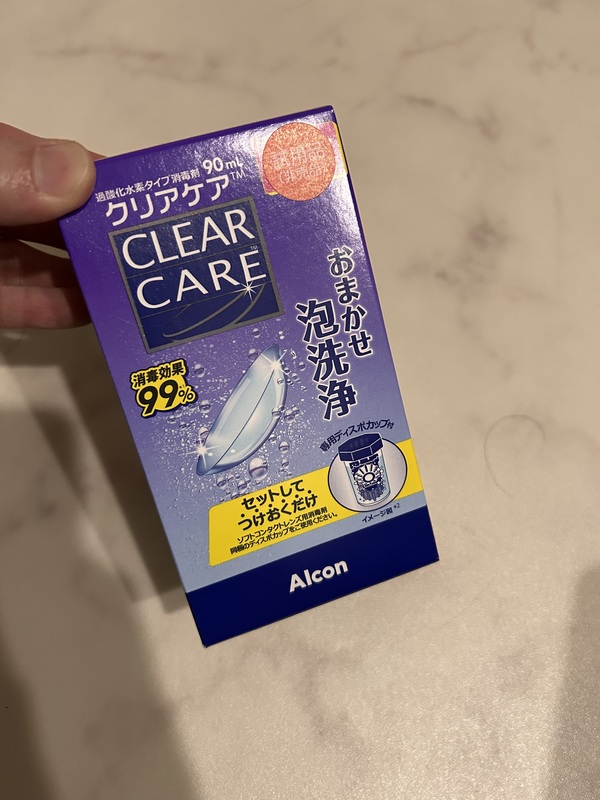 過酸化水素タイプ消毒剤 90 mL
クリアケア™
CLEAR
CARE™
おまかせ
泡洗浄
消毒効果
99%
専用ディスポカップ付
セットして
つけおくだけ
ソフトコンタクトレンズ用消毒剤
同梱のディスポカップをご使用ください。
イメージ図 *2
Alcon